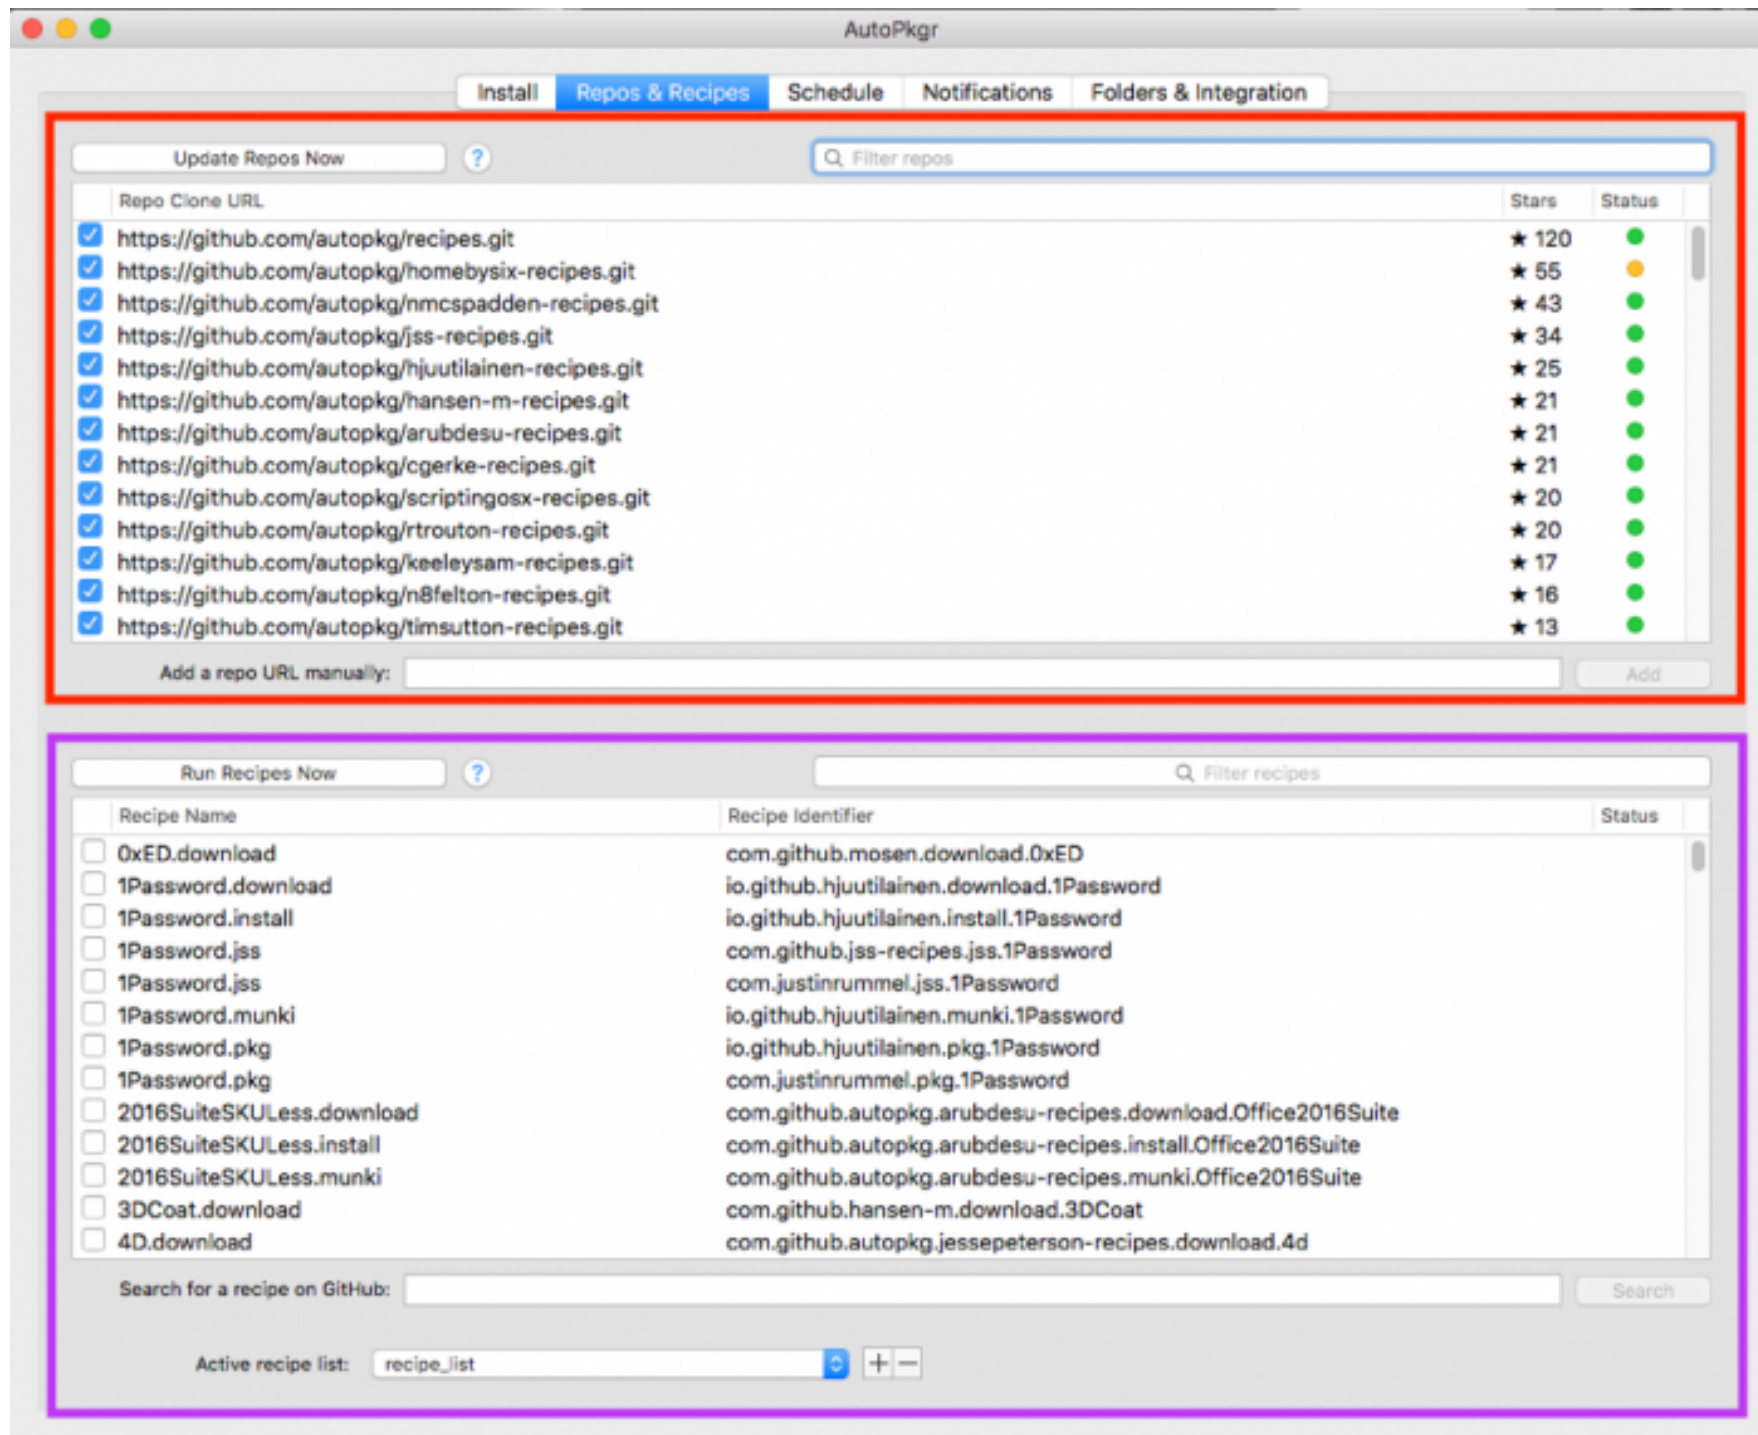 AutoPkgr
Install Repos & Recipes Schedule Notifications Folders & Integration
Update Repos Now ? Filter repos
Repo Clone URL Stars Status
https://github.com/autopkg/recipes.git ★ 120
https://github.com/autopkg/homebysix-recipes.git ★ 55
https://github.com/autopkg/nmcspadden-recipes.git ★ 43
https://github.com/autopkg/jss-recipes.git ★ 34
https://github.com/autopkg/hjuutilainen-recipes.git ★ 25
https://github.com/autopkg/hansen-m-recipes.git ★ 21
https://github.com/autopkg/arubdesu-recipes.git ★ 21
https://github.com/autopkg/cgerke-recipes.git ★ 21
https://github.com/autopkg/scriptingosx-recipes.git ★ 20
https://github.com/autopkg/rtrouton-recipes.git ★ 20
https://github.com/autopkg/keeleysam-recipes.git ★ 17
https://github.com/autopkg/n8felton-recipes.git ★ 16
https://github.com/autopkg/timsutton-recipes.git ★ 13
Add a repo URL manually: Add
Run Recipes Now ? Filter recipes
Recipe Name Recipe Identifier Status
0xED.download com.github.mosen.download.0xED
1Password.download io.github.hjuutilainen.download.1Password
1Password.install io.github.hjuutilainen.install.1Password
1Password.jss com.github.jss-recipes.jss.1Password
1Password.jss com.justinrummel.jss.1Password
1Password.munki io.github.hjuutilainen.munki.1Password
1Password.pkg io.github.hjuutilainen.pkg.1Password
1Password.pkg com.justinrummel.pkg.1Password
2016SuiteSKULess.download com.github.autopkg.arubdesu-recipes.download.Office2016Suite
2016SuiteSKULess.install com.github.autopkg.arubdesu-recipes.install.Office2016Suite
2016SuiteSKULess.munki com.github.autopkg.arubdesu-recipes.munki.Office2016Suite
3DCoat.download com.github.hansen-m.download.3DCoat
4D.download com.github.autopkg.jessepeterson-recipes.download.4d
Search for a recipe on GitHub: Search
Active recipe list: recipe_list + −